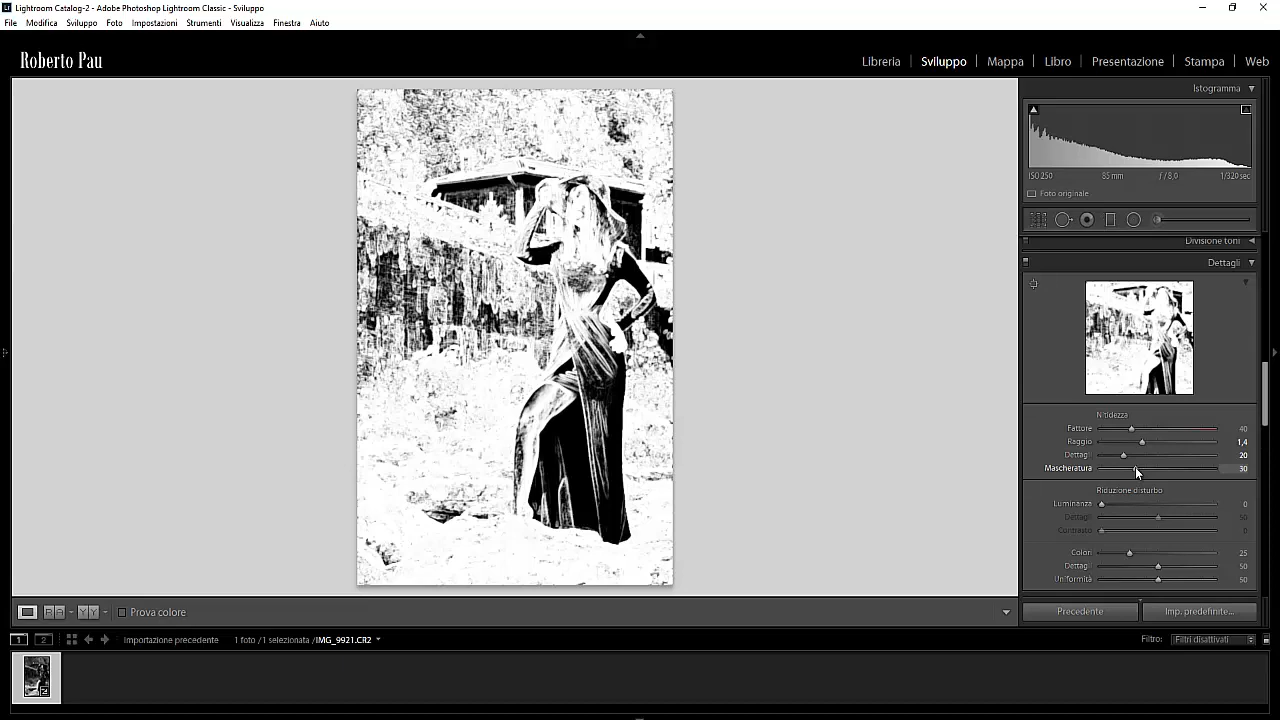 Lightroom Catalog-2 - Adobe Photoshop Lightroom Classic - Sviluppo
File Modifica Sviluppo Foto Impostazioni Strumenti Visualizza Finestra Aiuto
Roberto Pau
Libreria | Sviluppo | Mappa | Libro | Presentazione | Stampa | Web
Istogramma
ISO 250 85 mm ƒ / 8,0 1/320 sec
Foto originale
Divisione toni
Dettagli
Nitidezza
Fattore 40
Raggio 1,4
Dettagli 20
Mascheratura 30
Riduzione disturbo
Luminanza 0
Dettagli 50
Contrasto 0
Colori 25
Dettagli 50
Uniformità 50
Prova colore
Precedente Imp. predefinite...
1 2 Importazione precedente 1 foto /1 selezionata /IMG_9921.CR2
Filtro: Filtri disattivati